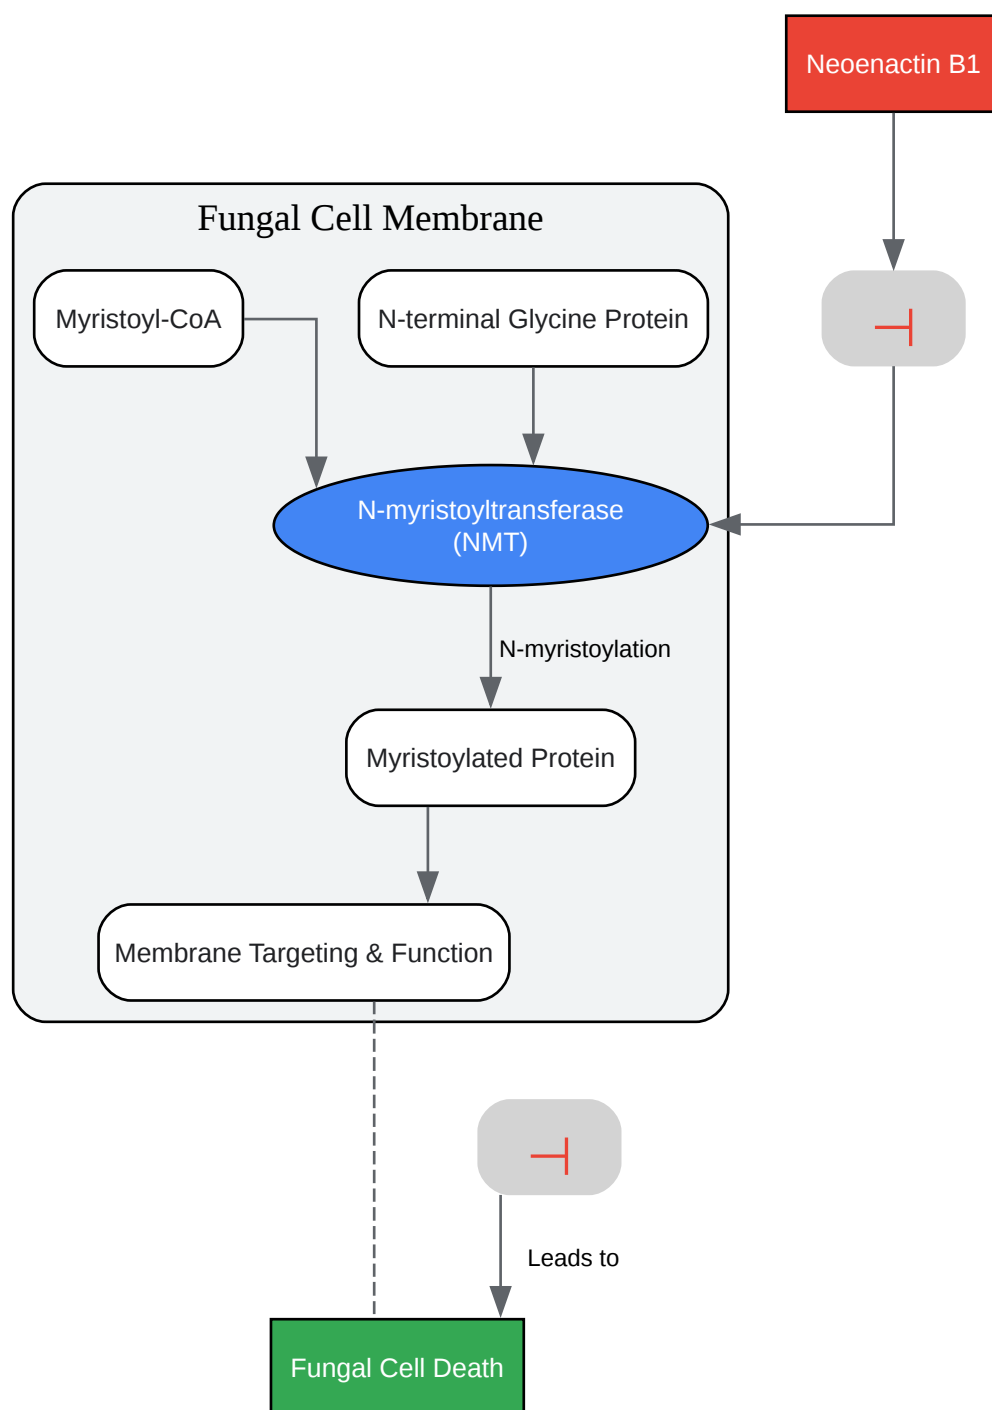 Neoenactin B1
Fungal Cell Membrane
Myristoyl-CoA
N-terminal Glycine Protein
⊣
N-myristoyltransferase
(NMT)
N-myristoylation
Myristoylated Protein
Membrane Targeting & Function
⊣
Leads to
Fungal Cell Death